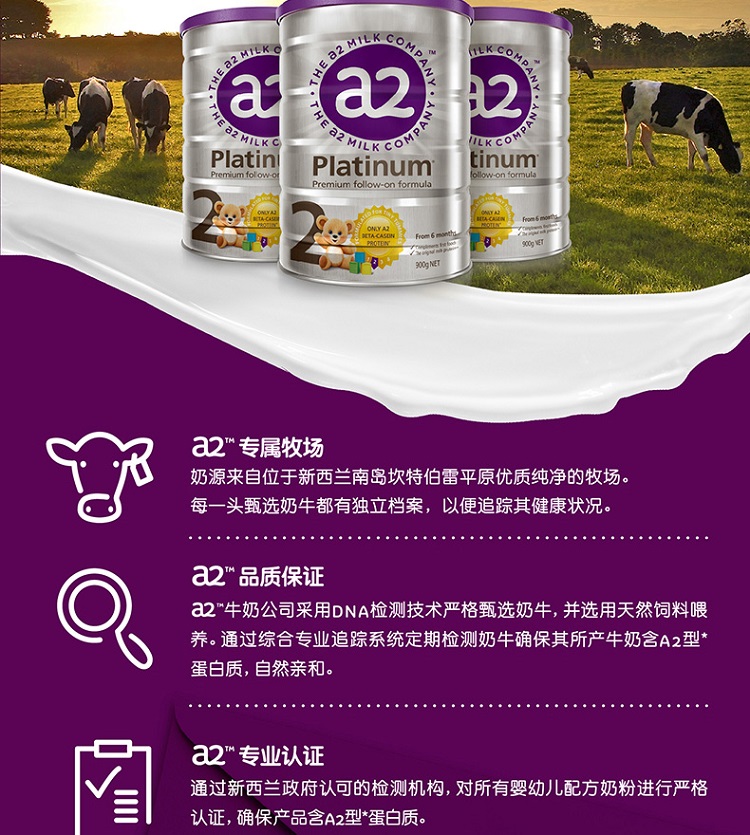 THE a2 MILK COMPANY™
THE a2 MILK COMPANY
a2
Platinum®
Premium follow-on formula
2
ONLY A2
BETA-CASEIN
PROTEIN
From 6 months
900g NET
a2™ 专属牧场
奶源来自位于新西兰南岛坎特伯雷平原优质纯净的牧场。
每一头甄选奶牛都有独立档案，以便追踪其健康状况。
a2™ 品质保证
a2™牛奶公司采用DNA检测技术严格甄选奶牛，并选用天然饲料喂
养。通过综合专业追踪系统定期检测奶牛确保其所产牛奶含A2型*
蛋白质，自然亲和。
a2™ 专业认证
通过新西兰政府认可的检测机构，对所有婴幼儿配方奶粉进行严格
认证，确保产品含A2型*蛋白质。